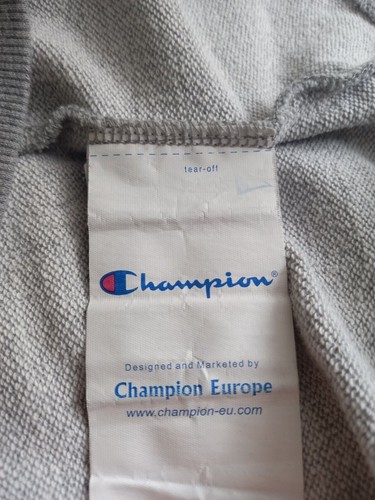 tear-off
Champion®
Designed and Marketed by
Champion Europe
www.champion-eu.com